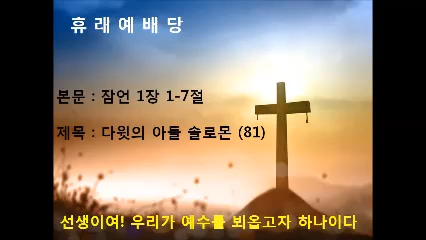 휴 래 예 배 당
본문 : 잠언 1장 1-7절
제목 : 다윗의 아들 솔로몬 (81)
선생이여! 우리가 예수를 뵈옵고자 하나이다